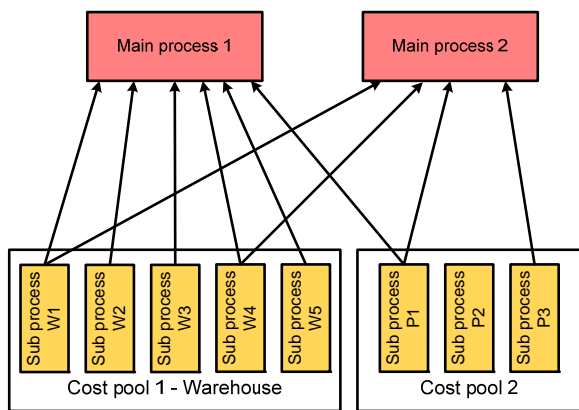 Main process 1
Main process 2
Sub process
W1
Sub process
W2
Sub process
W3
Sub process
W4
Sub process
W5
Sub process
P1
Sub process
P2
Sub process
P3
Cost pool 1 - Warehouse
Cost pool 2